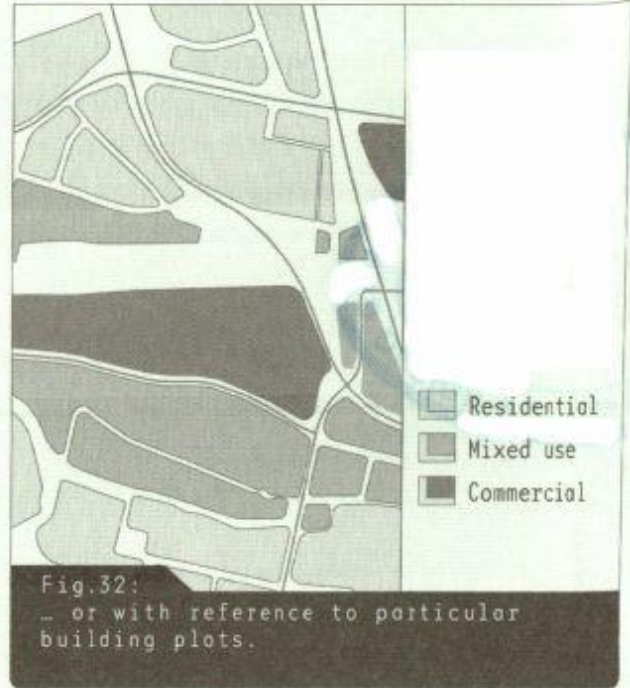 Residential
Mixed use
Commercial
Fig.32:
… or with reference to particular
building plots.